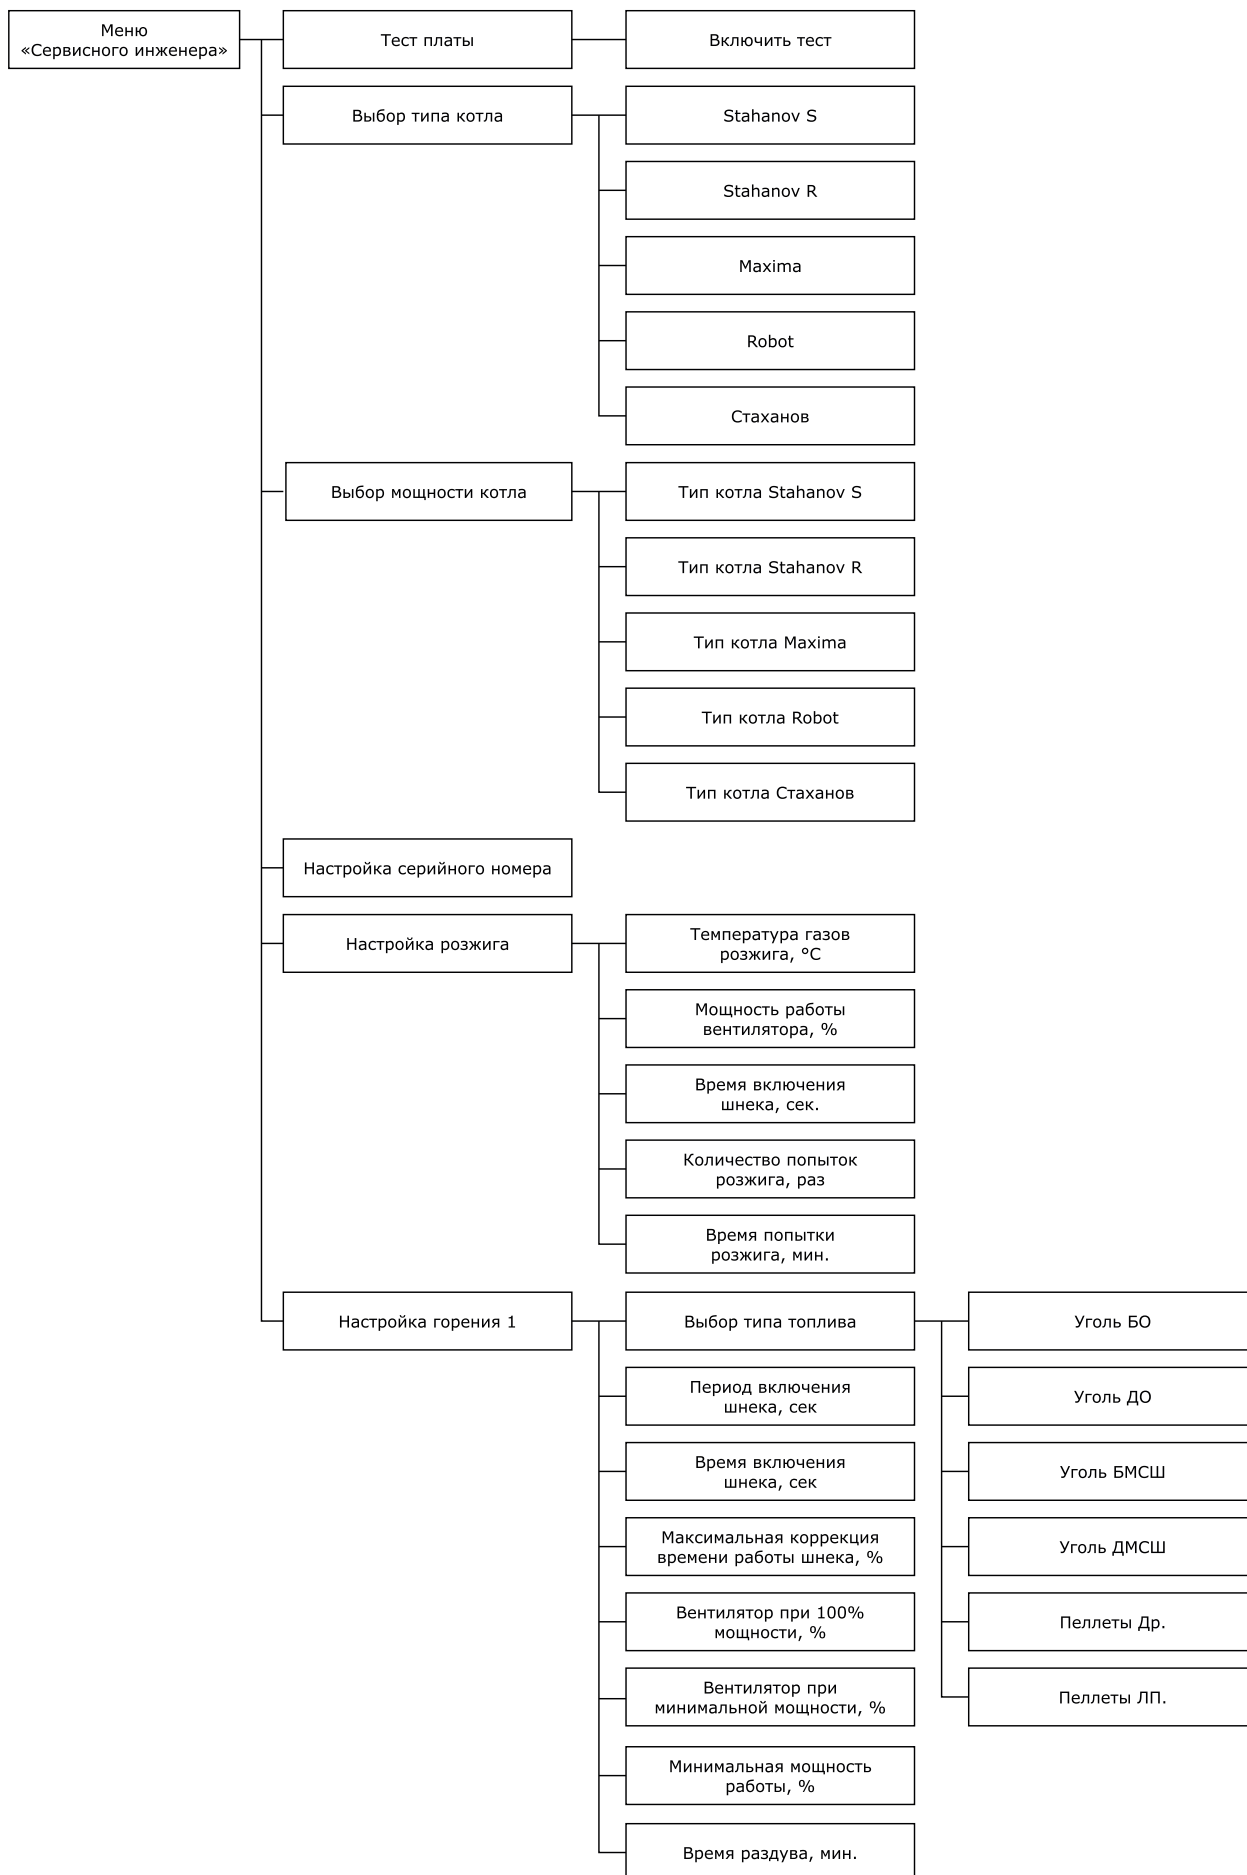 Меню
«Сервисного инженера»
Тест платы
Включить тест
Выбор типа котла
Stahanov S
Stahanov R
Maxima
Robot
Стаханов
Выбор мощности котла
Тип котла Stahanov S
Тип котла Stahanov R
Тип котла Maxima
Тип котла Robot
Тип котла Стаханов
Настройка серийного номера
Настройка розжига
Температура газов
розжига, °С
Мощность работы
вентилятора, %
Время включения
шнека, сек.
Количество попыток
розжига, раз
Время попытки
розжига, мин.
Настройка горения 1
Выбор типа топлива
Уголь БО
Уголь ДО
Уголь БМСШ
Уголь ДМСШ
Пеллеты Др.
Пеллеты ЛП.
Период включения
шнека, сек
Время включения
шнека, сек
Максимальная коррекция
времени работы шнека, %
Вентилятор при 100%
мощности, %
Вентилятор при
минимальной мощности, %
Минимальная мощность
работы, %
Время раздува, мин.